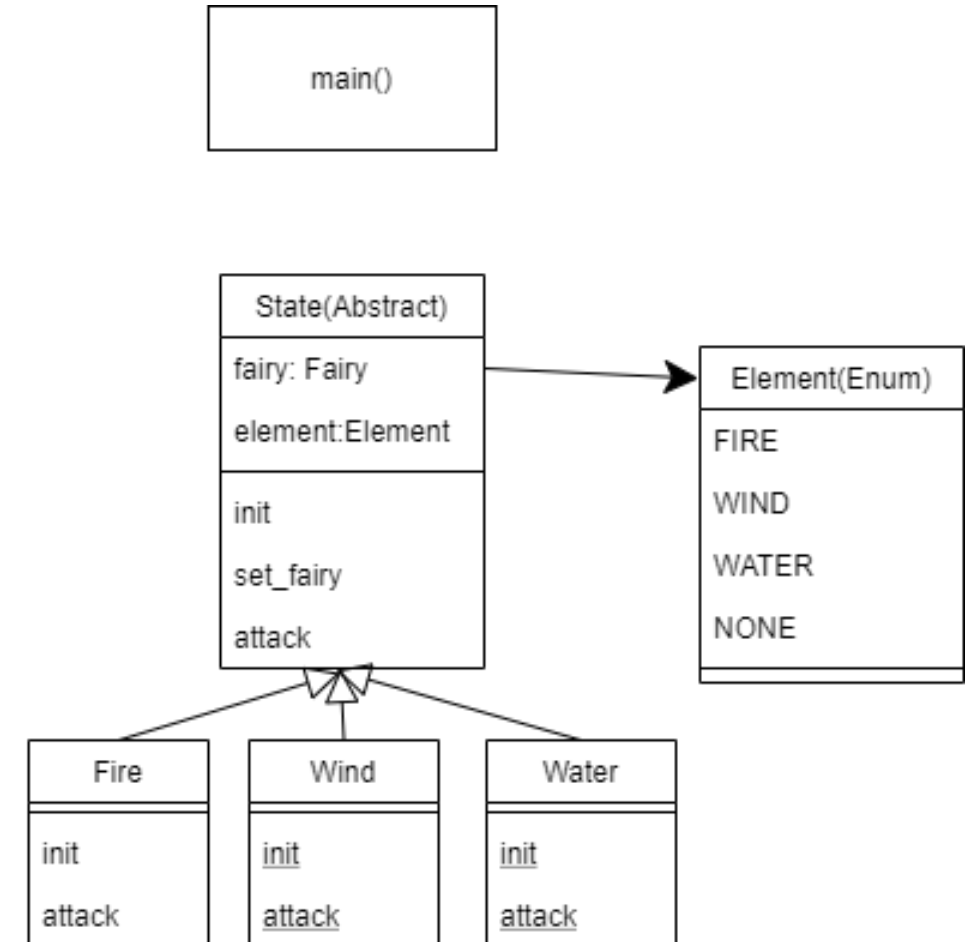 main()
State(Abstract)
fairy: Fairy
element:Element
init
set_fairy
attack
Element(Enum)
FIRE
WIND
WATER
NONE
Fire
init
attack
Wind
init
attack
Water
init
attack